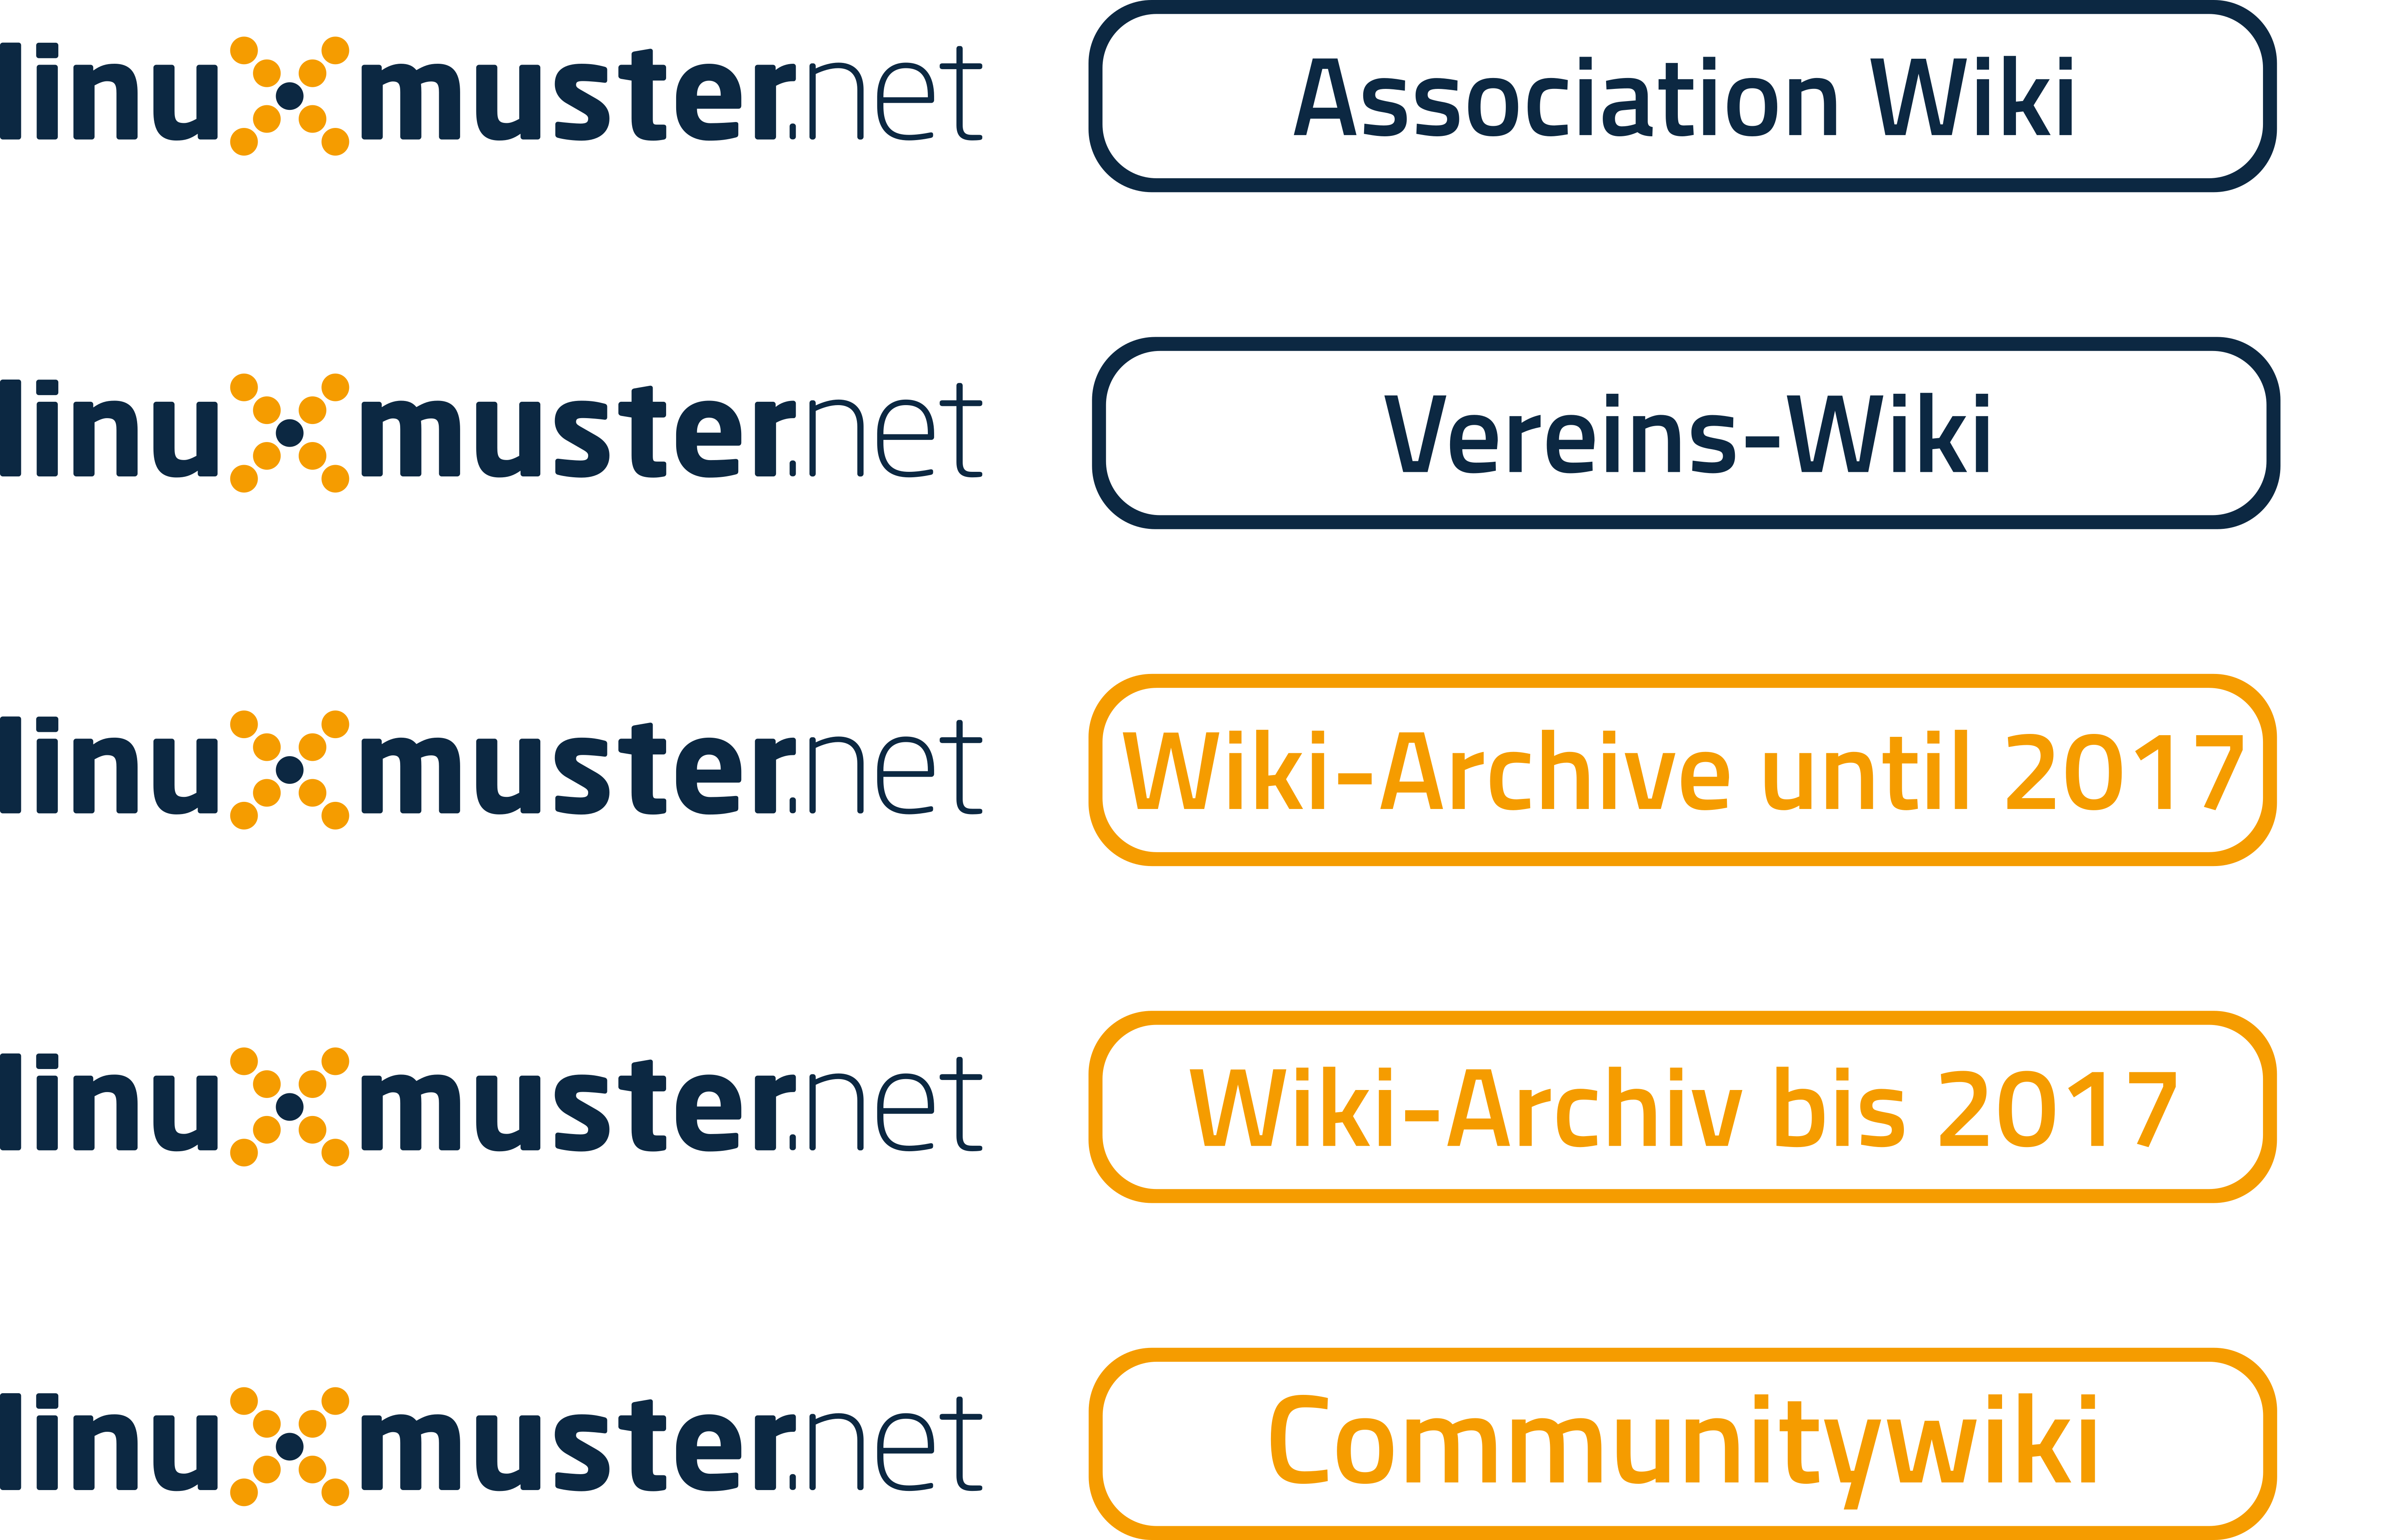 linuxmuster.net Association Wiki
linuxmuster.net Vereins-Wiki
linuxmuster.net Wiki-Archive until 2017
linuxmuster.net Wiki-Archiv bis 2017
linuxmuster.net Communitywiki